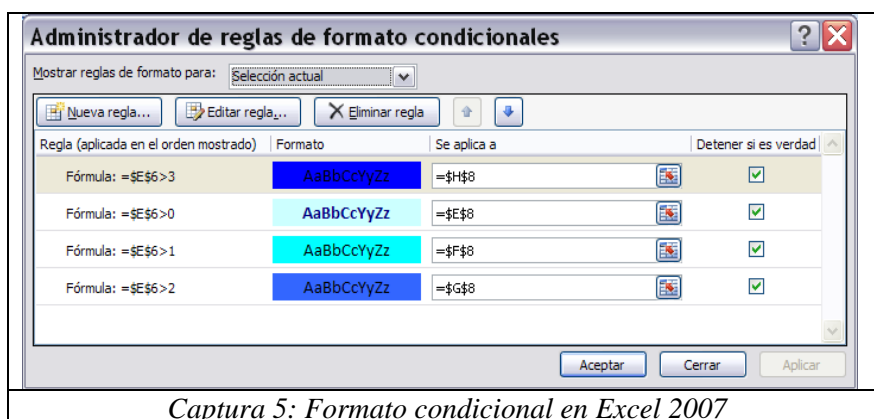 Administrador de reglas de formato condicionales
Mostrar reglas de formato para: Selección actual
Nueva regla... Editar regla... Eliminar regla
Regla (aplicada en el orden mostrado) Formato Se aplica a Detener si es verdad
Fórmula: =$E$6>3 AaBbCcYyZz =$H$8
Fórmula: =$E$6>0 AaBbCcYyZz =$E$8
Fórmula: =$E$6>1 AaBbCcYyZz =$F$8
Fórmula: =$E$6>2 AaBbCcYyZz =$G$8
Aceptar Cerrar Aplicar
Captura 5: Formato condicional en Excel 2007